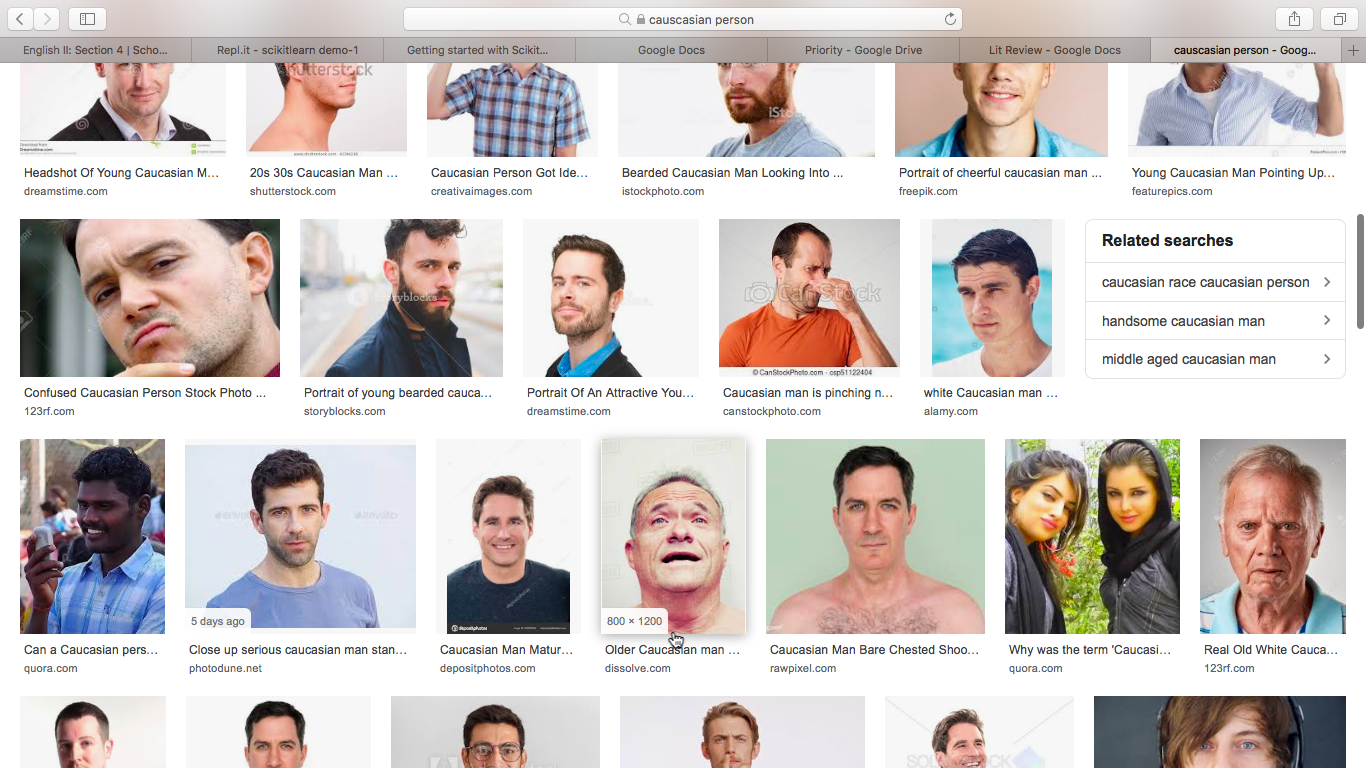 causcasian person
English II: Section 4 | Scho...
Repl.it - scikitlearn demo-1
Getting started with Scikit...
Google Docs
Priority - Google Drive
Lit Review - Google Docs
causcasian person - Goog...
shutterstock
iStock
Headshot Of Young Caucasian M...
20s 30s Caucasian Man ...
Caucasian Person Got Ide...
Bearded Caucasian Man Looking Into ...
Portrait of cheerful caucasian man ...
Young Caucasian Man Pointing Up...
dreamstime.com
shutterstock.com
creativaimages.com
istockphoto.com
freepik.com
featurepics.com
storyblocks
CanStock
© CanStockPhoto.com - csp51122404
Related searches
caucasian race caucasian person
handsome caucasian man
middle aged caucasian man
Confused Caucasian Person Stock Photo ...
Portrait of young bearded cauca...
Portrait Of An Attractive You...
Caucasian man is pinching n...
white Caucasian man ...
123rf.com
storyblocks.com
dreamstime.com
canstockphoto.com
alamy.com
5 days ago
depositphotos
800 × 1200
Can a Caucasian pers...
Close up serious caucasian man stan...
Caucasian Man Matur...
Older Caucasian man ...
Caucasian Man Bare Chested Shoo...
Why was the term 'Caucasi...
Real Old White Cauca...
quora.com
photodune.net
depositphotos.com
dissolve.com
rawpixel.com
quora.com
123rf.com